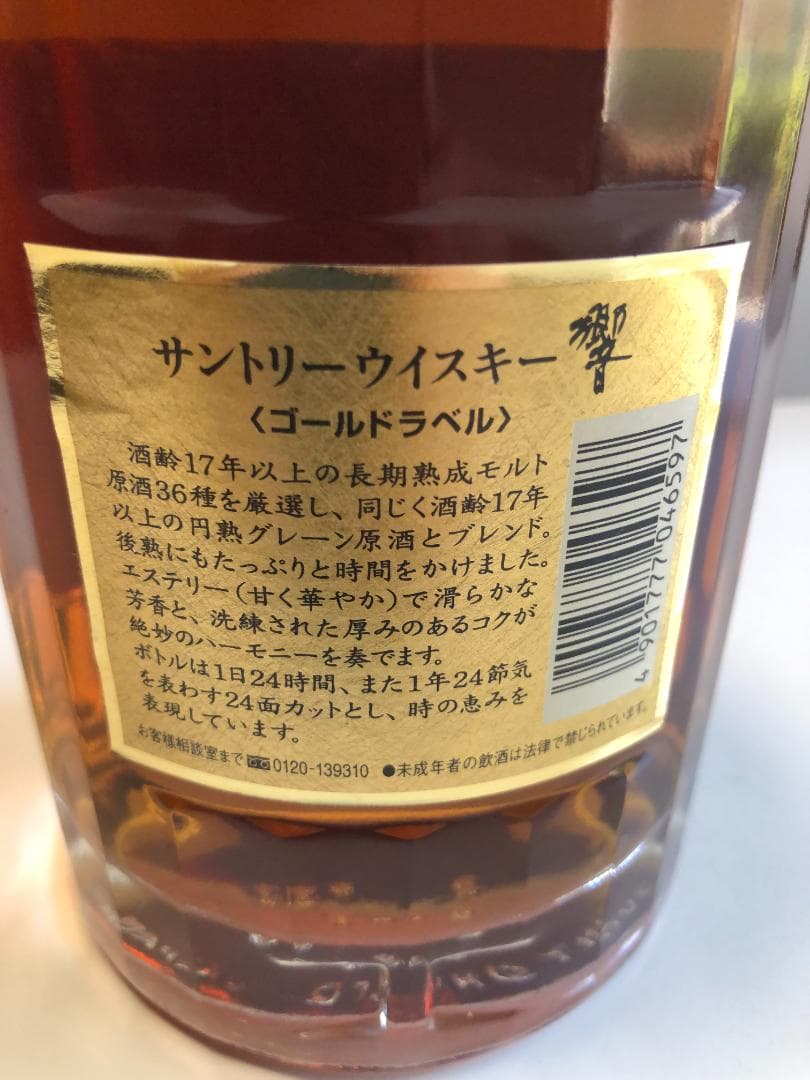 サントリーウイスキー 響
〈ゴールドラベル〉
酒齢17年以上の長期熟成モルト
原酒36種を厳選し、同じく酒齢17年
以上の円熟グレーン原酒とブレンド。
後熟にもたっぷりと時間をかけました。
エステリー(甘く華やか)で滑らかな
芳香と、洗練された厚みのあるコクが
絶妙のハーモニーを奏でます。
ボトルは1日24時間、また1年24節気
を表わす24面カットとし、時の恵みを
表現しています。
お客様相談室まで 0120-139310 ●未成年者の飲酒は法律で禁じられています。
4 901777 046597